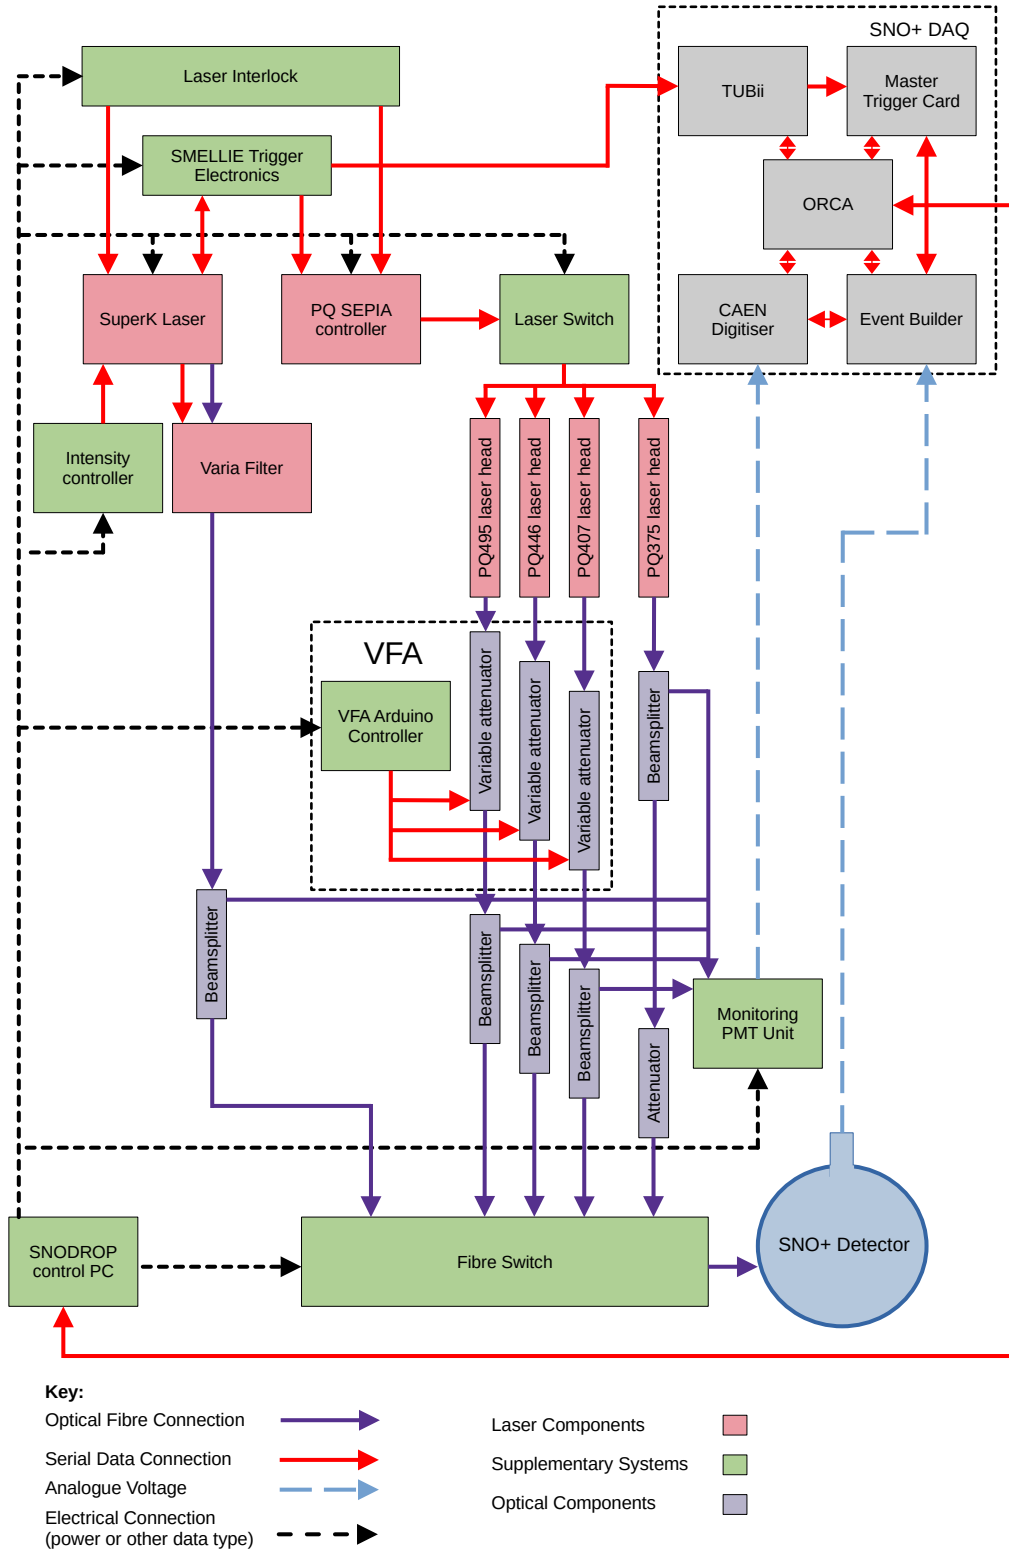 SNO+ DAQ
Laser Interlock
TUBii
Master
Trigger Card
SMELLIE Trigger
Electronics
ORCA
SuperK Laser
PQ SEPIA
controller
Laser Switch
CAEN
Digitiser
Event Builder
Intensity
controller
Varia Filter
PQ495 laser head
PQ446 laser head
PQ407 laser head
PQ375 laser head
VFA
VFA Arduino
Controller
Variable attenuator
Variable attenuator
Variable attenuator
Beamsplitter
Beamsplitter
Beamsplitter
Beamsplitter
Beamsplitter
Attenuator
Monitoring
PMT Unit
SNODROP
control PC
Fibre Switch
SNO+ Detector
Key:
Optical Fibre Connection
Serial Data Connection
Analogue Voltage
Electrical Connection
(power or other data type)
Laser Components
Supplementary Systems
Optical Components